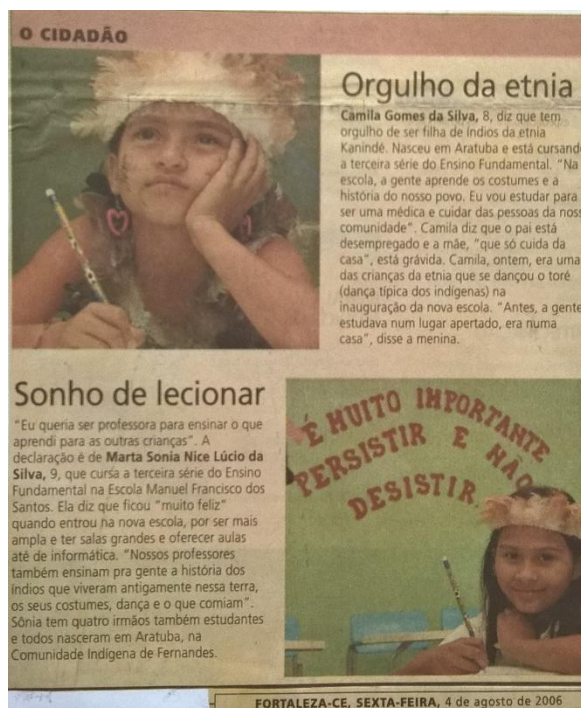 O CIDADÃO
Orgulho da etnia
Camila Gomes da Silva, 8, diz que tem
orgulho de ser filha de índios da etnia
Kanindé. Nasceu em Aratuba e está cursando
a terceira série do Ensino Fundamental. "Na
escola, a gente aprende os costumes e a
história do nosso povo. Eu vou estudar para
ser uma médica e cuidar das pessoas da noss
comunidade". Camila diz que o pai está
desempregado e a mãe, "que só cuida da
casa", está grávida. Camila, ontem, era uma
das crianças da etnia que se dançou o toré
(dança típica dos indígenas) na
inauguração da nova escola. "Antes, a gente
estudava num lugar apertado, era numa
casa", disse a menina.
Sonho de lecionar
"Eu queria ser professora para ensinar o que
aprendi para as outras crianças". A
declaração é de Marta Sonia Nice Lúcio da
Silva, 9, que cursa a terceira série do Ensino
Fundamental na Escola Manuel Francisco dos
Santos. Ela diz que ficou "muito feliz"
quando entrou na nova escola, por ser mais
ampla e ter salas grandes e oferecer aulas
até de informática. "Nossos professores
também ensinam pra gente a história dos
índios que viveram antigamente nessa terra,
os seus costumes, dança e o que comiam".
Sônia tem quatro irmãos também estudantes
e todos nasceram em Aratuba, na
Comunidade Indígena de Fernandes.
É MUITO IMPORTANTE
PERSISTIR E NÃO
DESISTIR.
FORTALEZA-CE, SEXTA-FEIRA, 4 de agosto de 2006